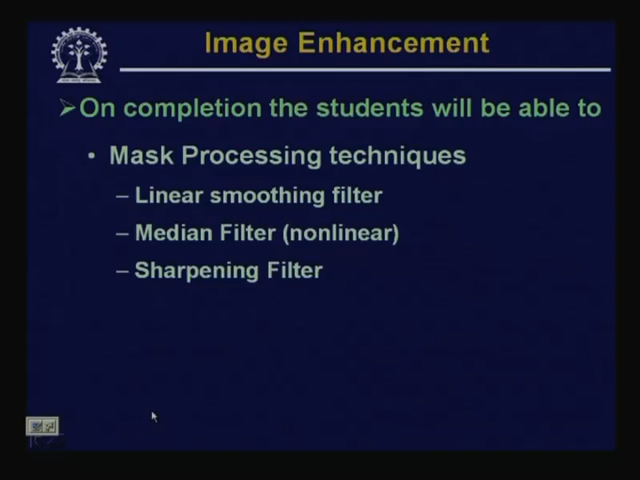 Image Enhancement
➢On completion the students will be able to
• Mask Processing techniques
– Linear smoothing filter
– Median Filter (nonlinear)
– Sharpening Filter